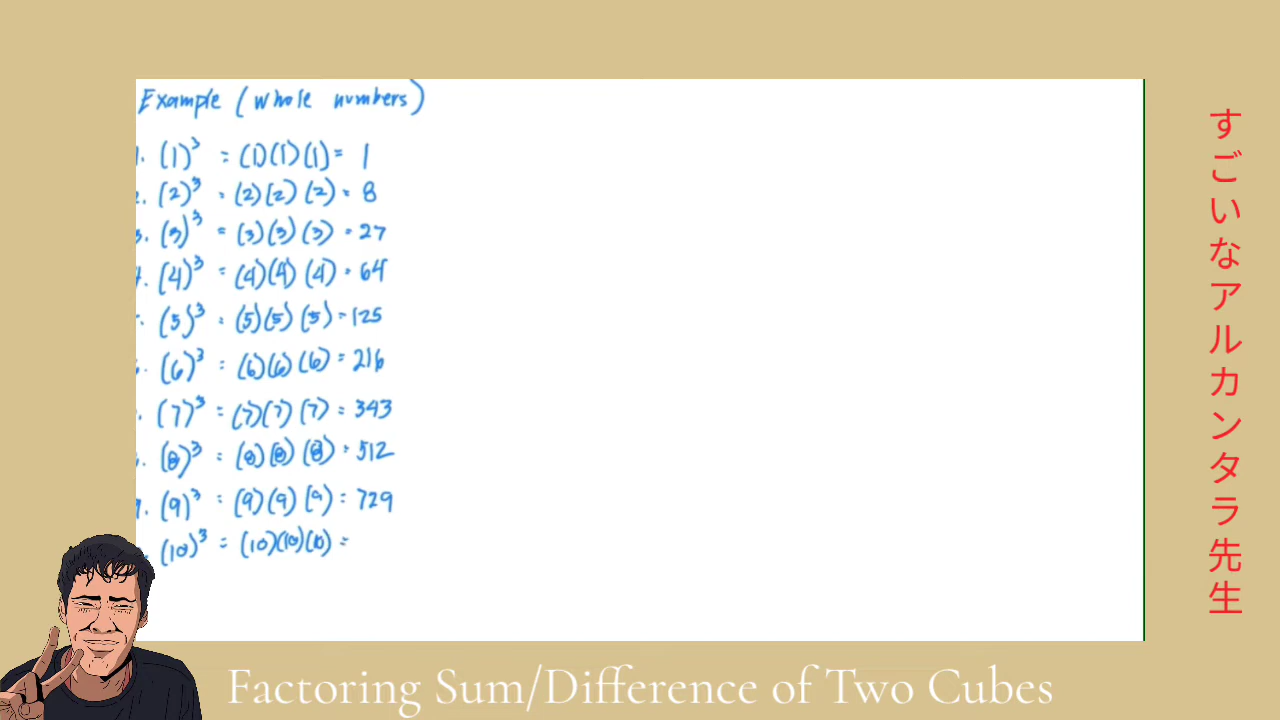 Example (whole numbers)
1. (1)³ = (1)(1)(1) = 1
2. (2)³ = (2)(2)(2) = 8
3. (3)³ = (3)(3)(3) = 27
4. (4)³ = (4)(4)(4) = 64
(5)³ = (5)(5)(5) = 125
(6)³ = (6)(6)(6) = 216
(7)³ = (7)(7)(7) = 343
(8)³ = (8)(8)(8) = 512
9. (9)³ = (9)(9)(9) = 729
(10)³ = (10)(10)(10) =
すごいなアルカンタラ先生
Factoring Sum/Difference of Two Cubes